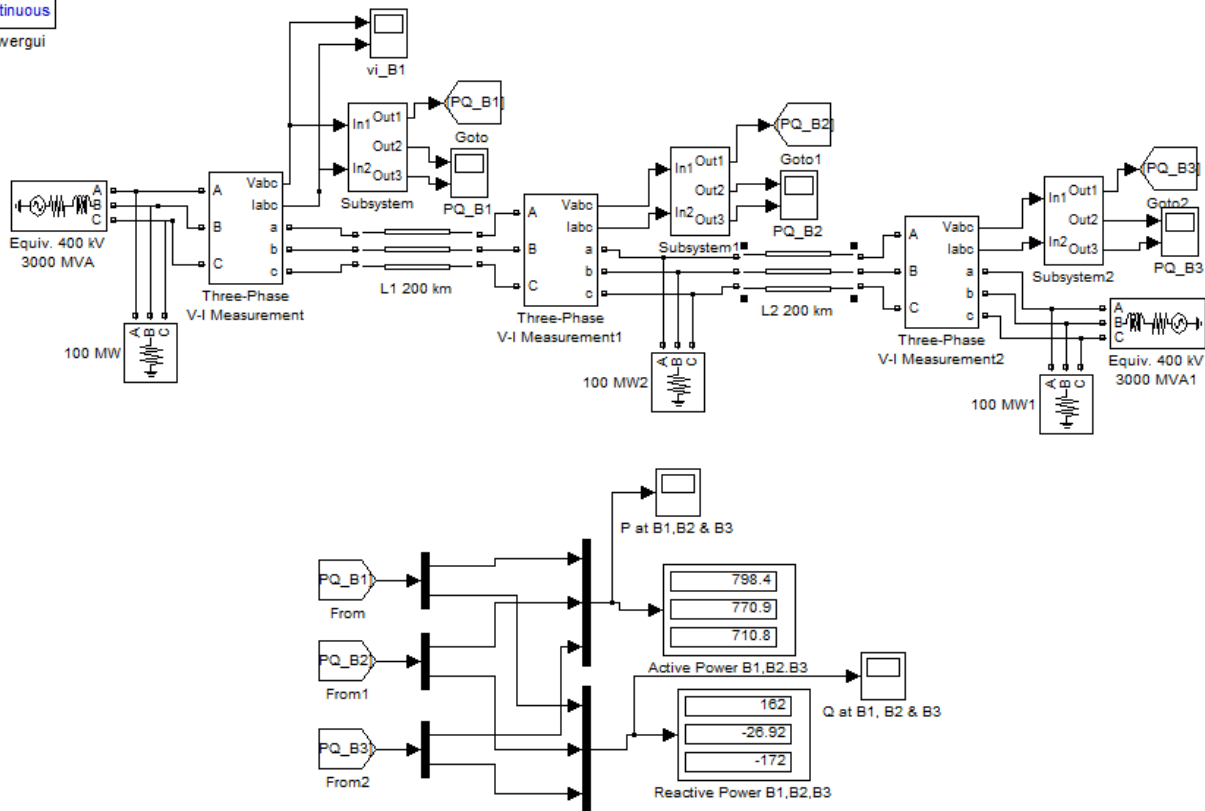 tinuous
wergui
vi_B1
In1
In2
Out1
Out2
Out3
Subsystem
[PQ_B1]
Goto
PQ_B1
A
B
C
Equiv. 400 kV
3000 MVA
A
B
C
Vabc
Iabc
a
b
c
Three-Phase
V-I Measurement
A B C
100 MW
L1 200 km
A
B
C
Vabc
Iabc
a
b
c
Three-Phase
V-I Measurement1
In1
In2
Out1
Out2
Out3
Subsystem1
[PQ_B2]
Goto1
PQ_B2
A B C
100 MW2
L2 200 km
A
B
C
Vabc
Iabc
a
b
c
Three-Phase
V-I Measurement2
In1
In2
Out1
Out2
Out3
Subsystem2
[PQ_B3]
Goto2
PQ_B3
A
B
C
Equiv. 400 kV
3000 MVA1
A B C
100 MW1
P at B1,B2 & B3
[PQ_B1]
From
[PQ_B2]
From1
[PQ_B3]
From2
798.4
770.9
710.8
Active Power B1,B2.B3
162
-26.92
-172
Reactive Power B1,B2,B3
Q at B1, B2 & B3